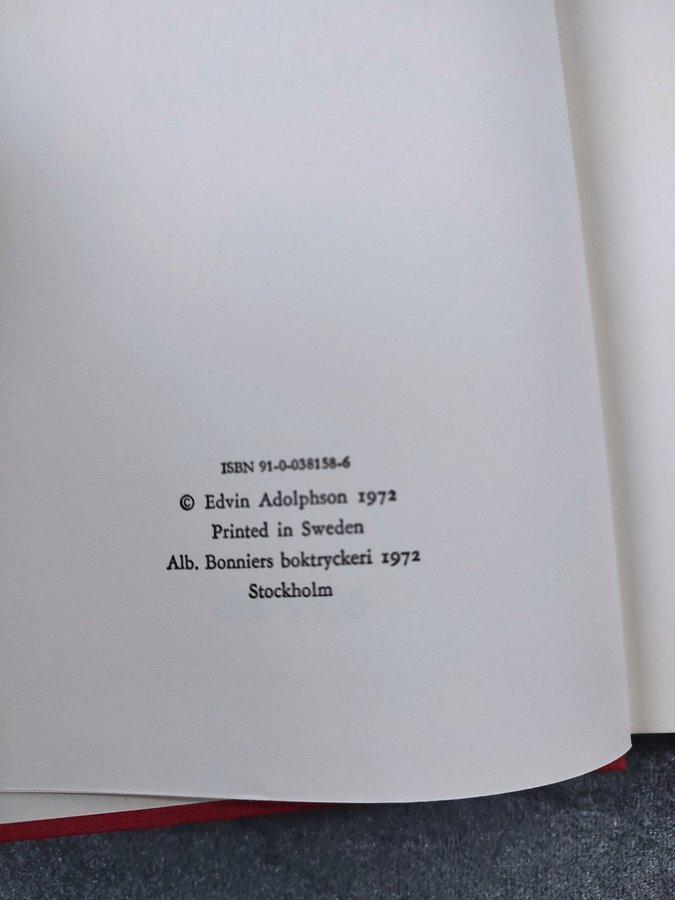 ISBN 91-0-038158-6
© Edvin Adolphson 1972
Printed in Sweden
Alb. Bonniers boktryckeri 1972
Stockholm